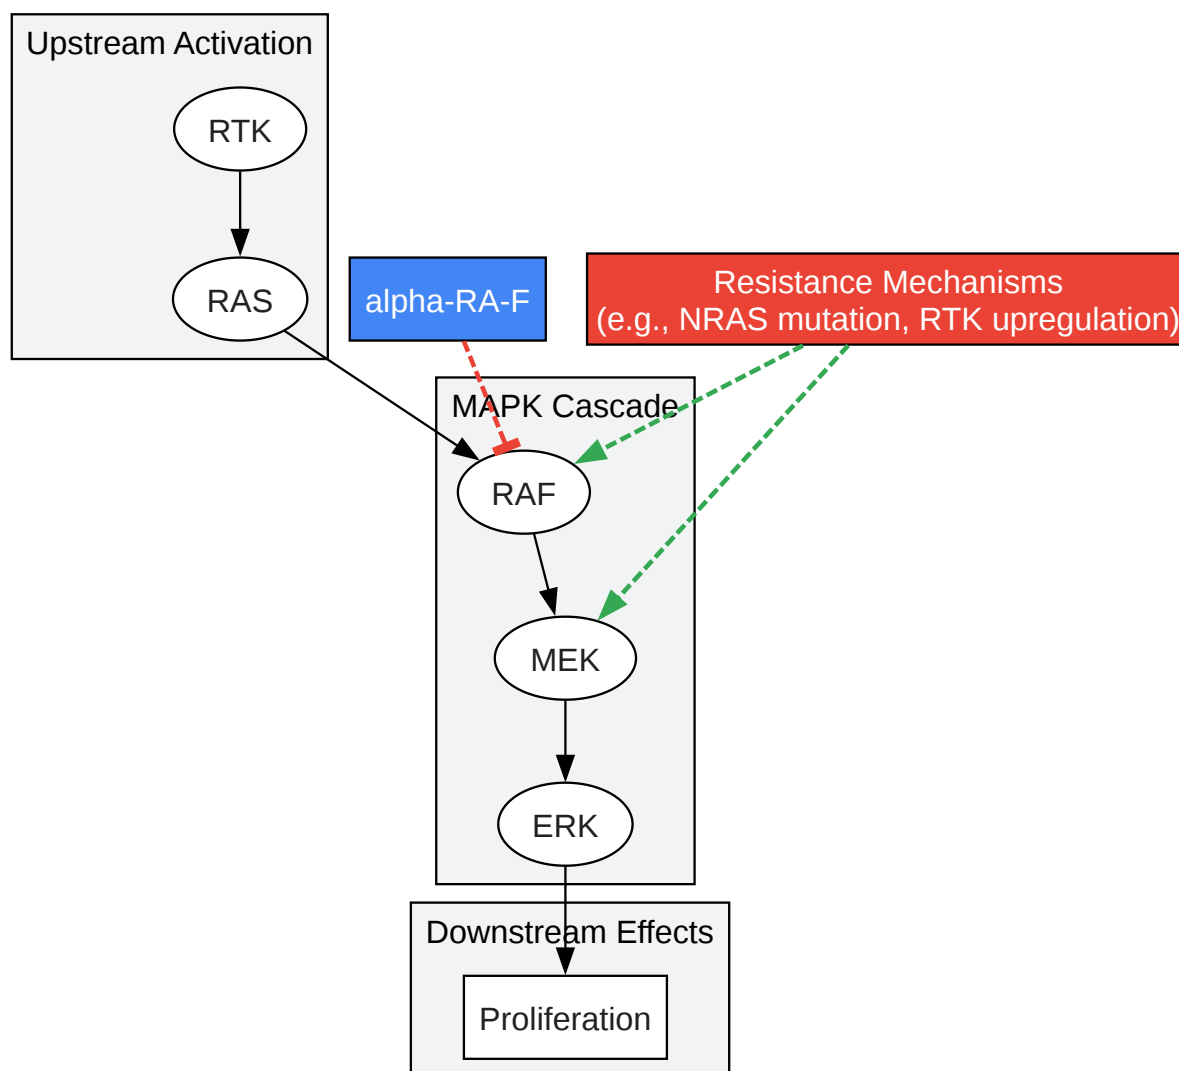 Upstream Activation
RTK
RAS
alpha-RA-F
Resistance Mechanisms
(e.g., NRAS mutation, RTK upregulation)
MAPK Cascade
RAF
MEK
ERK
Downstream Effects
Proliferation